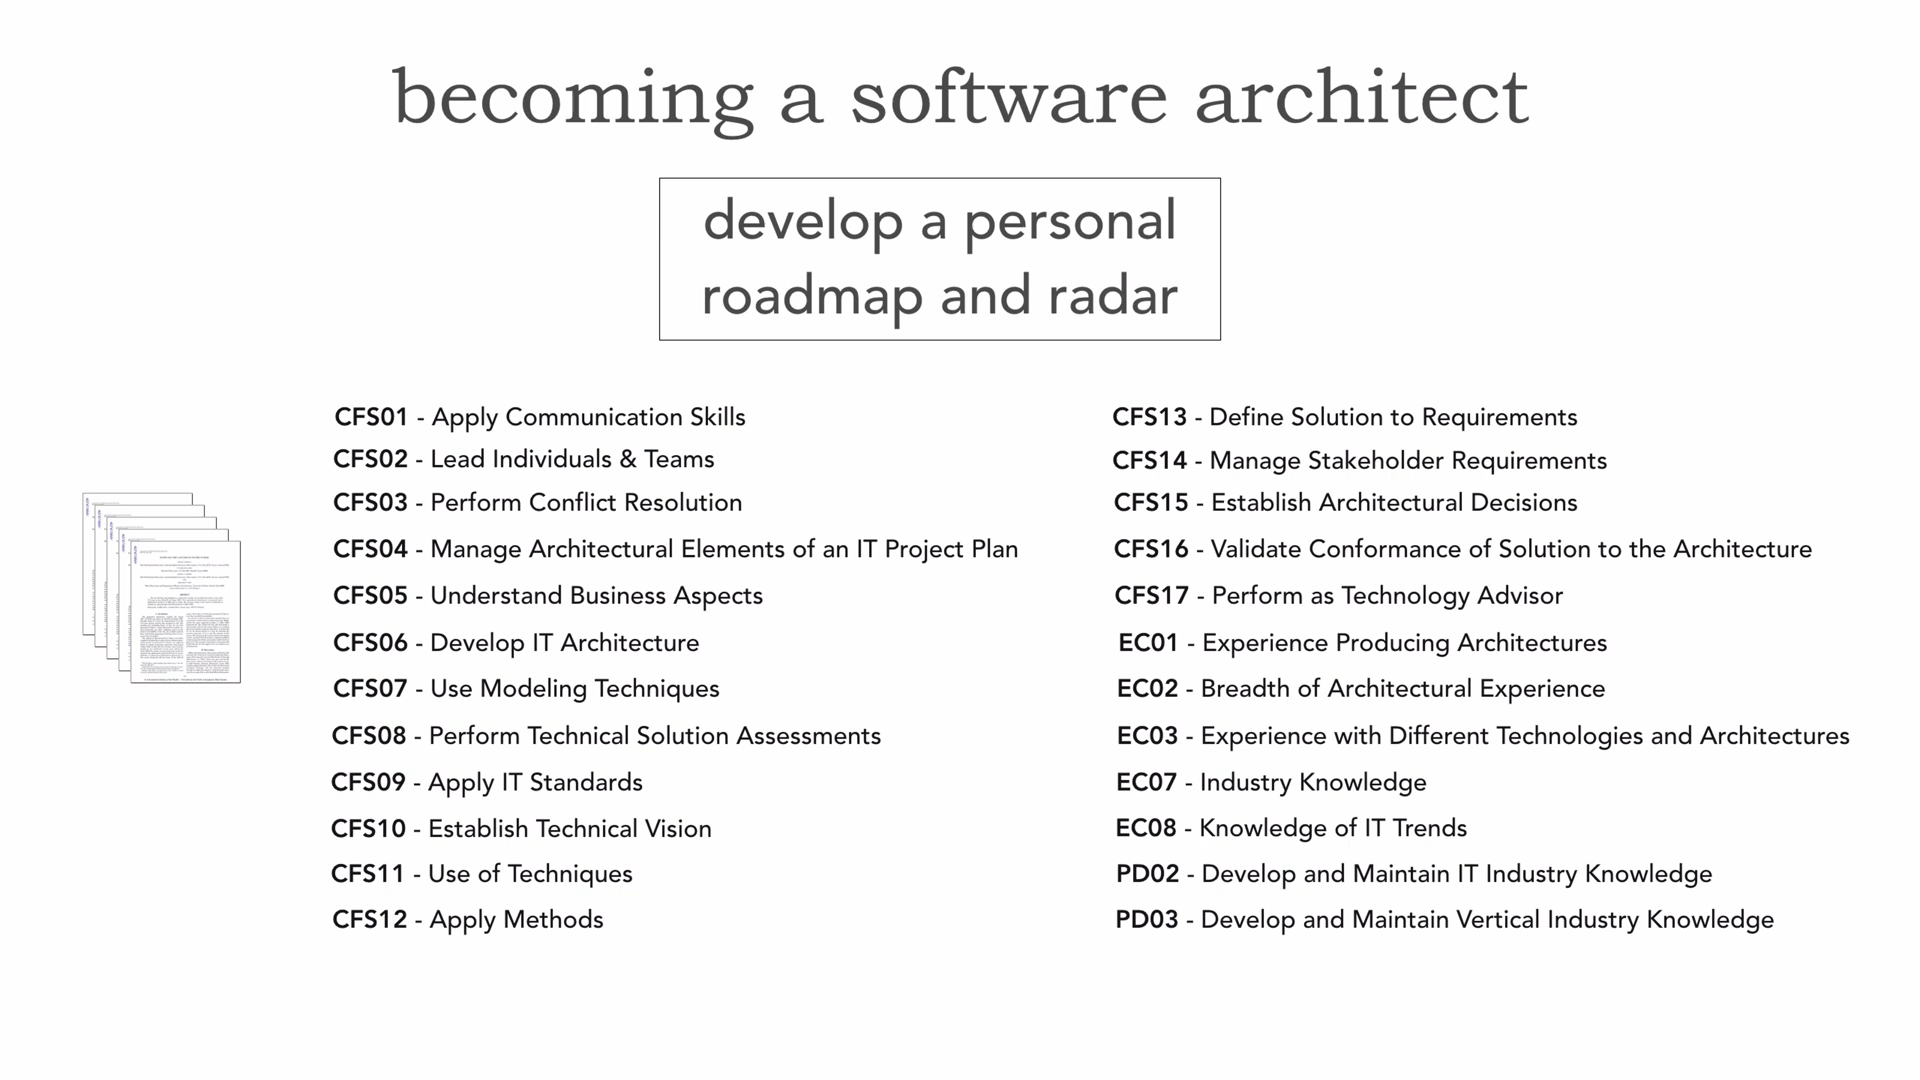 becoming a software architect
develop a personal
roadmap and radar
CFS01 - Apply Communication Skills
CFS02 - Lead Individuals & Teams
CFS03 - Perform Conflict Resolution
CFS04 - Manage Architectural Elements of an IT Project Plan
CFS05 - Understand Business Aspects
CFS06 - Develop IT Architecture
CFS07 - Use Modeling Techniques
CFS08 - Perform Technical Solution Assessments
CFS09 - Apply IT Standards
CFS10 - Establish Technical Vision
CFS11 - Use of Techniques
CFS12 - Apply Methods
CFS13 - Define Solution to Requirements
CFS14 - Manage Stakeholder Requirements
CFS15 - Establish Architectural Decisions
CFS16 - Validate Conformance of Solution to the Architecture
CFS17 - Perform as Technology Advisor
EC01 - Experience Producing Architectures
EC02 - Breadth of Architectural Experience
EC03 - Experience with Different Technologies and Architectures
EC07 - Industry Knowledge
EC08 - Knowledge of IT Trends
PD02 - Develop and Maintain IT Industry Knowledge
PD03 - Develop and Maintain Vertical Industry Knowledge